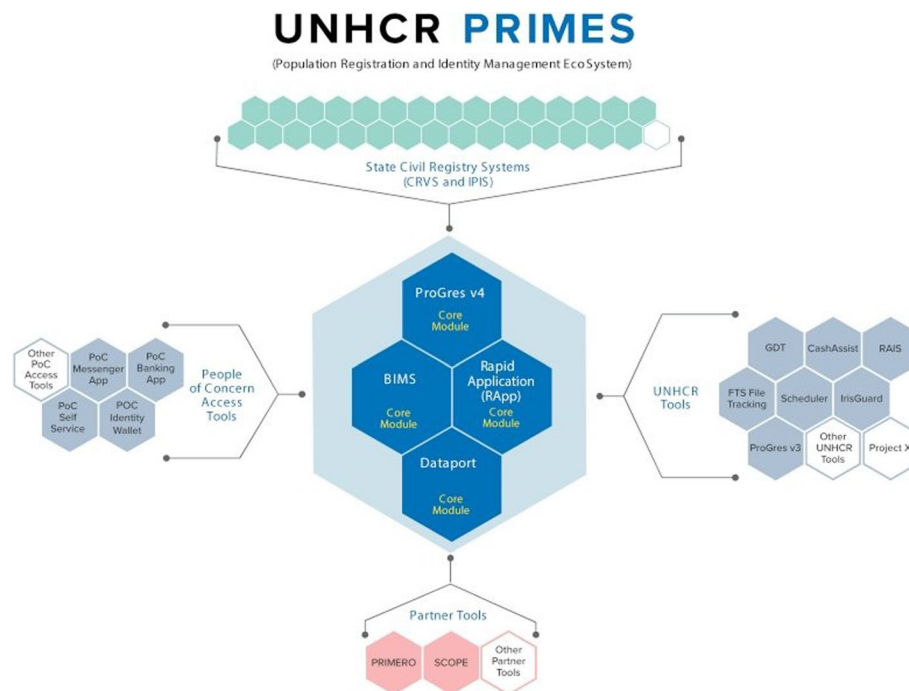 UNHCR PRIMES
(Population Registration and Identity Management EcoSystem)
State Civil Registry Systems
(CRVS and IPIS)
ProGres v4
Core
Module
BIMS
Core
Module
Rapid
Application
(RApp)
Core
Module
Dataport
Core
Module
People
of Concern
Access
Tools
Other
PoC
Access
Tools
PoC
Messenger
App
PoC
Banking
App
PoC
Self
Service
POC
Identity
Wallet
UNHCR
Tools
GDT
CashAssist
RAIS
FTS File
Tracking
Scheduler
IrisGuard
ProGres v3
Other
UNHCR
Tools
Project X
Partner Tools
PRIMERO
SCOPE
Other
Partner
Tools